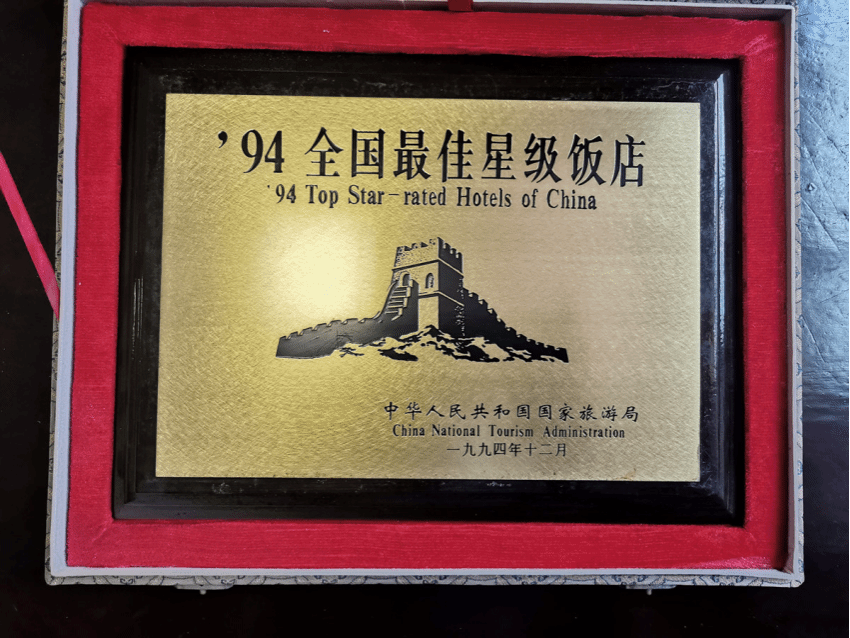 ’94 全国最佳星级饭店
’94 Top Star-rated Hotels of China
中华人民共和国国家旅游局
China National Tourism Administration
一九九四年十二月